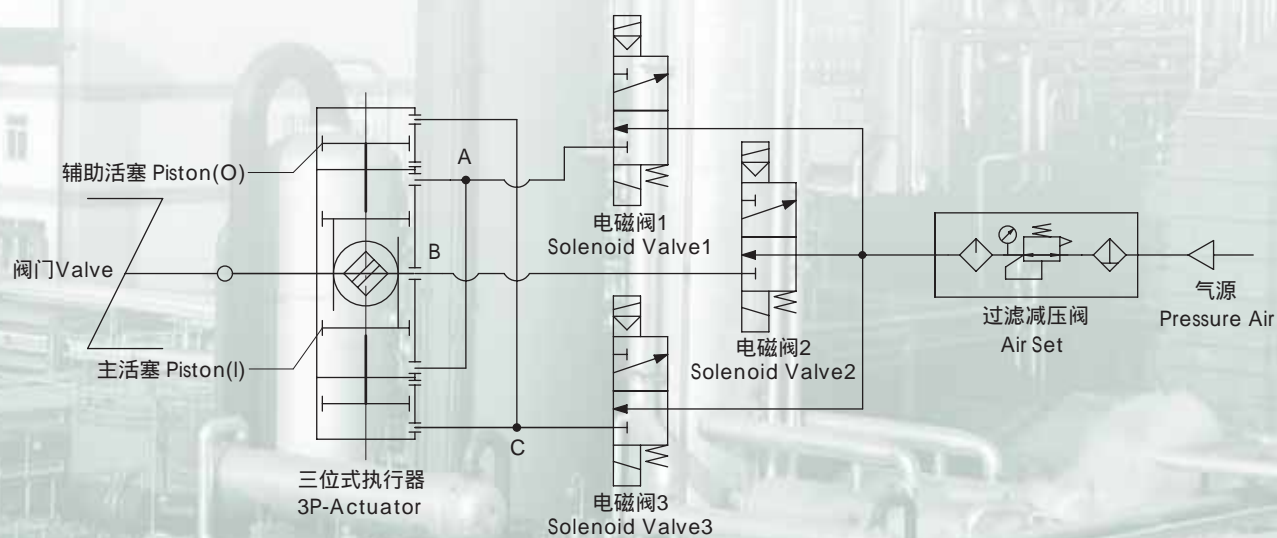 辅助活塞 Piston(O)
A
电磁阀1
Solenoid Valve1
B
阀门Valve
气源
Pressure Air
过滤减压阀
Air Set
电磁阀2
Solenoid Valve2
主活塞 Piston(I)
C
三位式执行器
3P-Actuator
电磁阀3
Solenoid Valve3